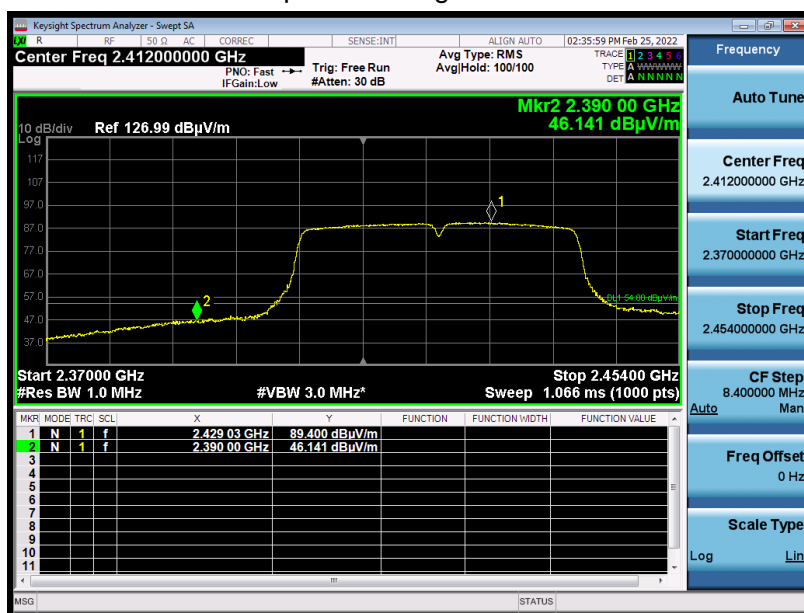 Keysight Spectrum Analyzer - Swept SA
LXI R RF 50 Ω AC CORREC SENSE:INT ALIGN AUTO 02:35:59 PM Feb 25, 2022
Center Freq 2.412000000 GHz
PNO: Fast
IFGain:Low
Trig: Free Run
#Atten: 30 dB
Avg Type: RMS
Avg|Hold: 100/100
TRACE 1 2 3 4 5 6
TYPE A WWWWW
DET A N N N N N
Mkr2 2.390 00 GHz
46.141 dBµV/m
10 dB/div Ref 126.99 dBµV/m
Log
117
107
97.0
87.0
77.0
67.0
57.0
47.0
37.0
1
2
DL1 54.00 dBµV/m
Start 2.37000 GHz Stop 2.45400 GHz
#Res BW 1.0 MHz #VBW 3.0 MHz* Sweep 1.066 ms (1000 pts)
MKR MODE TRC SCL X Y FUNCTION FUNCTION WIDTH FUNCTION VALUE
1 N 1 f 2.429 03 GHz 89.400 dBµV/m
2 N 1 f 2.390 00 GHz 46.141 dBµV/m
3
4
5
6
7
8
9
10
11
MSG STATUS
Frequency
Auto Tune
Center Freq
2.412000000 GHz
Start Freq
2.370000000 GHz
Stop Freq
2.454000000 GHz
CF Step
8.400000 MHz
Auto Man
Freq Offset
0 Hz
Scale Type
Log Lin